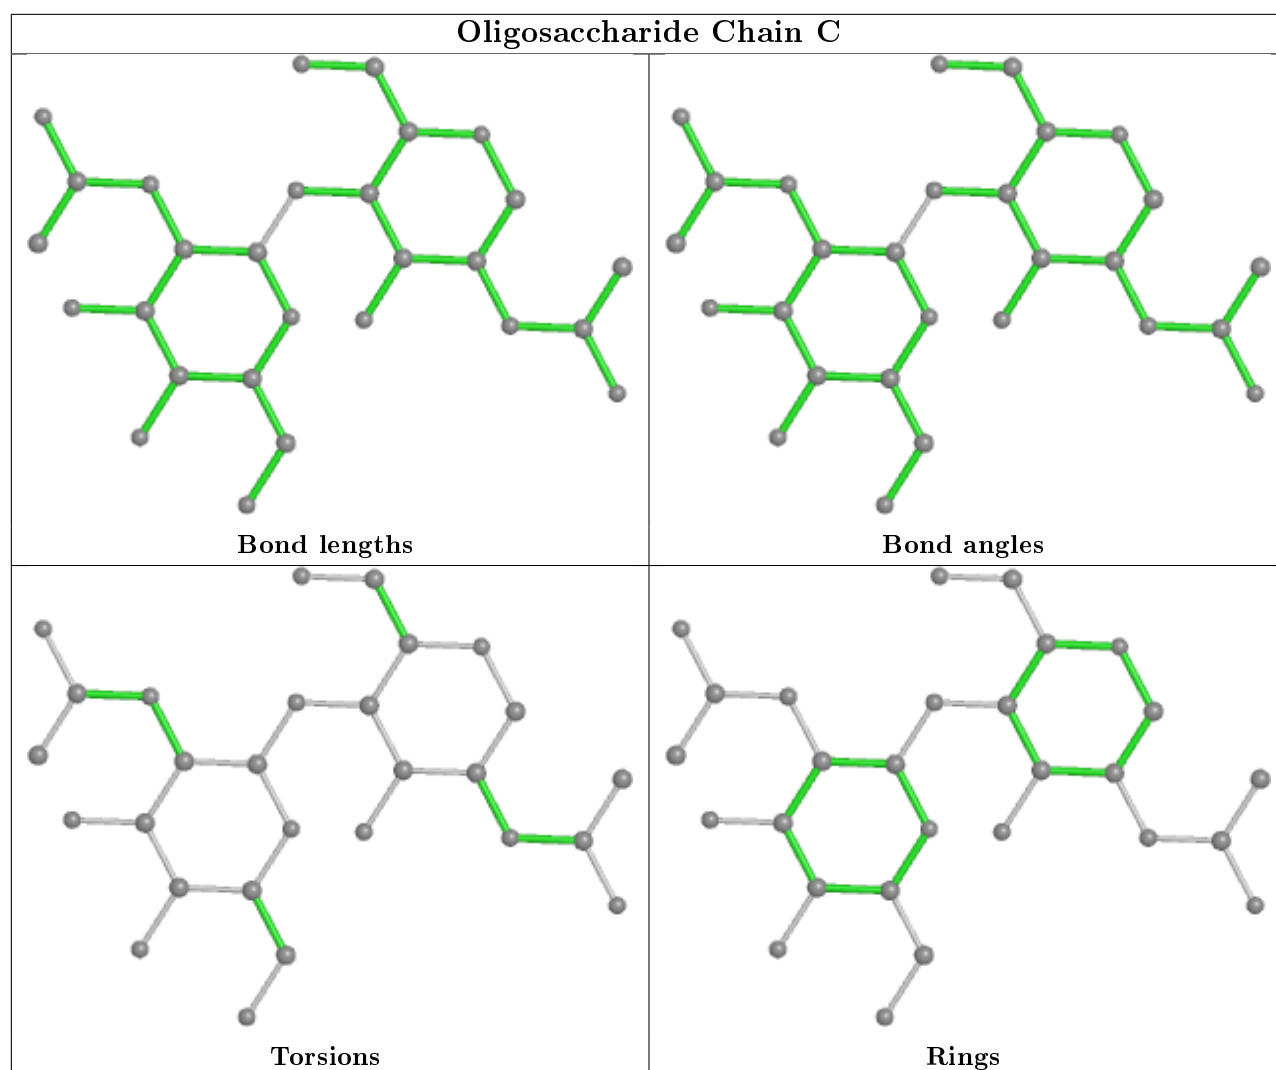 Oligosaccharide Chain C
Bond lengths
Bond angles
Torsions
Rings